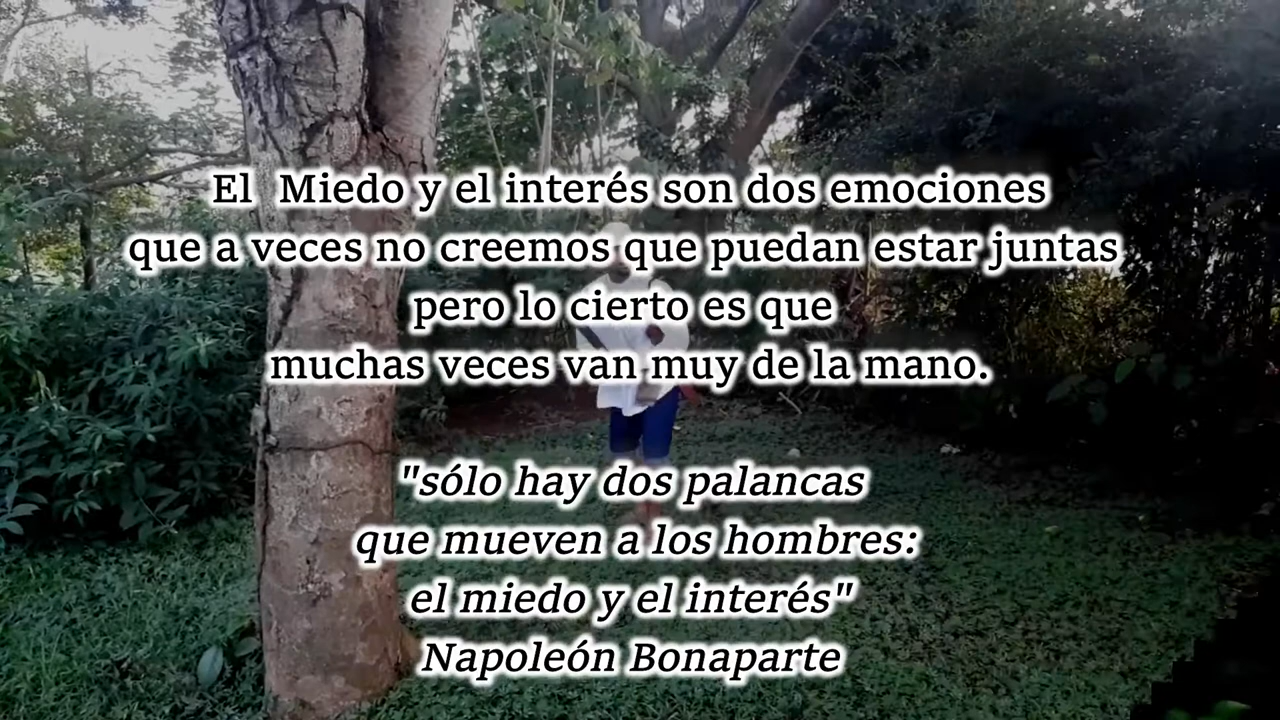 El Miedo y el interés son dos emociones
que a veces no creemos que puedan estar juntas
pero lo cierto es que
muchas veces van muy de la mano.
"sólo hay dos palancas
que mueven a los hombres:
el miedo y el interés"
Napoleón Bonaparte